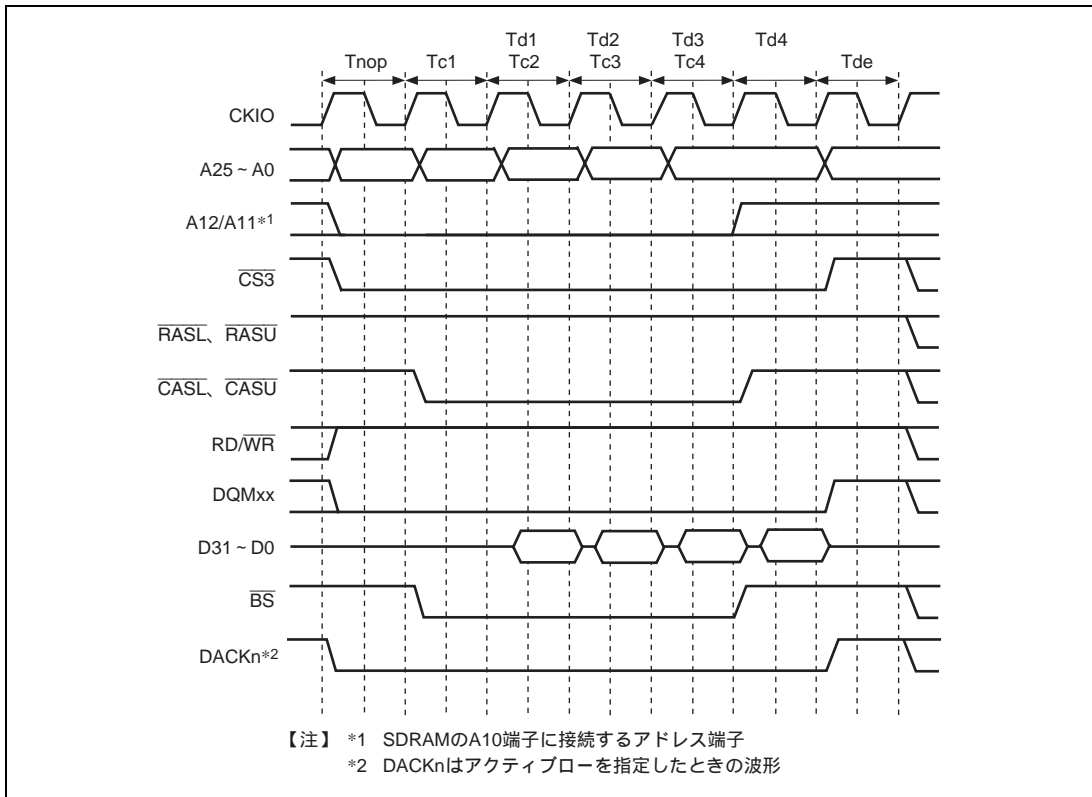 Td1 Td2 Td3 Td4
Tnop Tc1 Tc2 Tc3 Tc4 Tde
CKIO
A25～A0
A12/A11*1
CS3
RASL、RASU
CASL、CASU
RD/WR
DQMxx
D31～D0
BS
DACKn*2
【注】 *1 SDRAMのA10端子に接続するアドレス端子
*2 DACKnはアクティブローを指定したときの波形